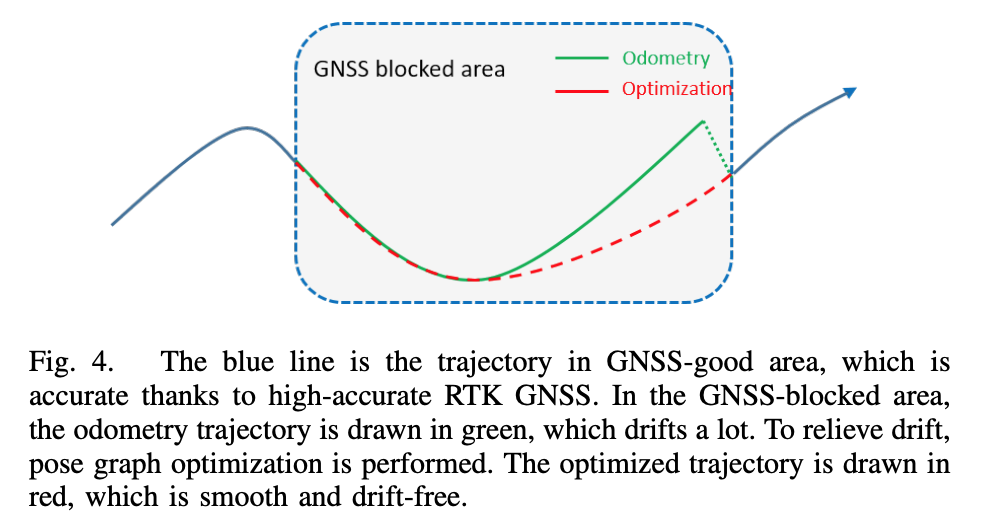 GNSS blocked area
Odometry
Optimization
Fig. 4. The blue line is the trajectory in GNSS-good area, which is
accurate thanks to high-accurate RTK GNSS. In the GNSS-blocked area,
the odometry trajectory is drawn in green, which drifts a lot. To relieve drift,
pose graph optimization is performed. The optimized trajectory is drawn in
red, which is smooth and drift-free.